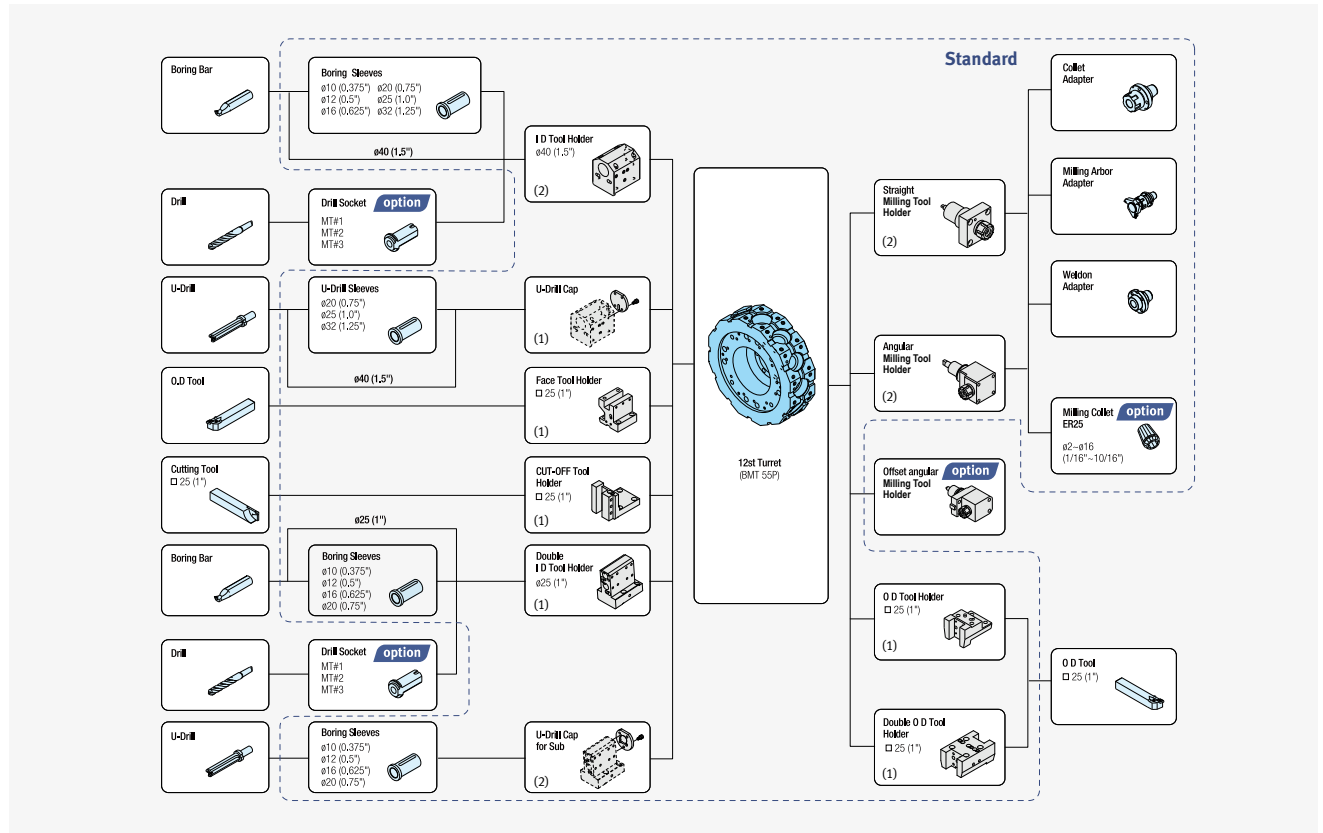 Standard
Boring Bar
Boring Sleeves
ø10 (0.375") ø20 (0.75")
ø12 (0.5") ø25 (1.0")
ø16 (0.625") ø32 (1.25")
ø40 (1.5")
I D Tool Holder
ø40 (1.5")
(2)
Drill
Drill Socket
option
MT#1
MT#2
MT#3
U-Drill
U-Drill Sleeves
ø20 (0.75")
ø25 (1.0")
ø32 (1.25")
ø40 (1.5")
U-Drill Cap
(1)
O.D Tool
Face Tool Holder
□ 25 (1")
(1)
Cutting Tool
□ 25 (1")
CUT-OFF Tool
Holder
□ 25 (1")
(1)
ø25 (1")
Boring Bar
Boring Sleeves
ø10 (0.375")
ø12 (0.5")
ø16 (0.625")
ø20 (0.75")
Double
I D Tool Holder
ø25 (1")
(1)
Drill
Drill Socket
option
MT#1
MT#2
MT#3
U-Drill
Boring Sleeves
ø10 (0.375")
ø12 (0.5")
ø16 (0.625")
ø20 (0.75")
U-Drill Cap
for Sub
(2)
12st Turret
(BMT 55P)
Straight
Milling Tool
Holder
(2)
Angular
Milling Tool
Holder
(2)
Offset angular
Milling Tool
Holder
option
O D Tool Holder
□ 25 (1")
(1)
Double O D Tool
Holder
□ 25 (1")
(1)
Collet
Adapter
Milling Arbor
Adapter
Weldon
Adapter
Milling Collet
ER25
option
ø2~ø16
(1/16"~10/16")
O D Tool
□ 25 (1")